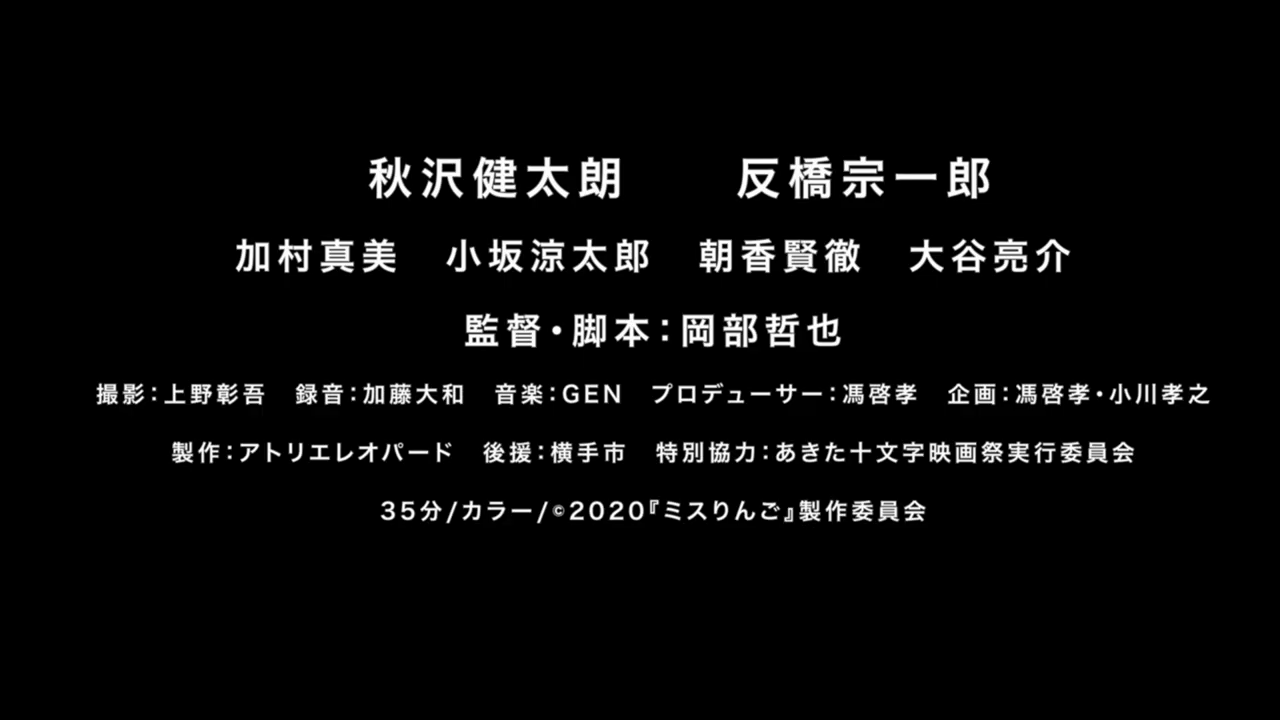 秋沢健太朗　反橋宗一郎
加村真美　小坂涼太郎　朝香賢徹　大谷亮介
監督・脚本：岡部哲也
撮影：上野彰吾　録音：加藤大和　音楽：GEN　プロデューサー：馮啓孝　企画：馮啓孝・小川孝之
製作：アトリエレオパード　後援：横手市　特別協力：あきた十文字映画祭実行委員会
35分/カラー/©2020『ミスりんご』製作委員会